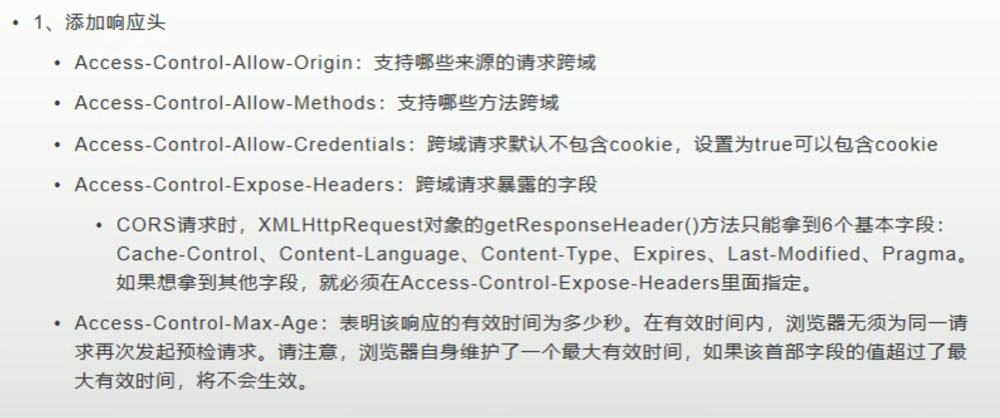 • 1、添加响应头
• Access-Control-Allow-Origin：支持哪些来源的请求跨域
• Access-Control-Allow-Methods：支持哪些方法跨域
• Access-Control-Allow-Credentials：跨域请求默认不包含cookie，设置为true可以包含cookie
• Access-Control-Expose-Headers：跨域请求暴露的字段
• CORS请求时，XMLHttpRequest对象的getResponseHeader()方法只能拿到6个基本字段：
Cache-Control、Content-Language、Content-Type、Expires、Last-Modified、Pragma。
如果想拿到其他字段，就必须在Access-Control-Expose-Headers里面指定。
• Access-Control-Max-Age：表明该响应的有效时间为多少秒。在有效时间内，浏览器无须为同一请
求再次发起预检请求。请注意，浏览器自身维护了一个最大有效时间，如果该首部字段的值超过了最
大有效时间，将不会生效。